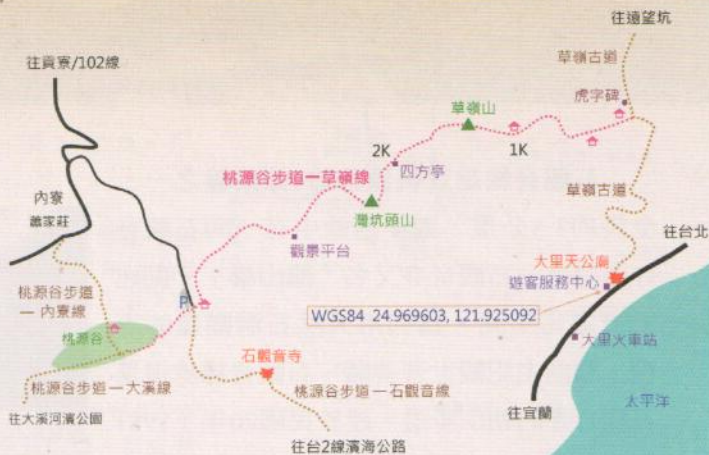 往遠望坑
草嶺古道
往貢寮/102線
虎字碑
草嶺山
2K
1K
四方亭
桃源谷步道一草嶺線
內寮
蕭家莊
灣坑頭山
草嶺古道
觀景平台
往台北
大里天公廟
遊客服務中心
桃源谷步道
一內寮線
P
WGS84 24.969603, 121.925092
桃源谷
大里火車站
石觀音寺
桃源谷步道一大溪線
桃源谷步道一石觀音線
太平洋
往宜蘭
往大溪河濱公園
往台2線濱海公路